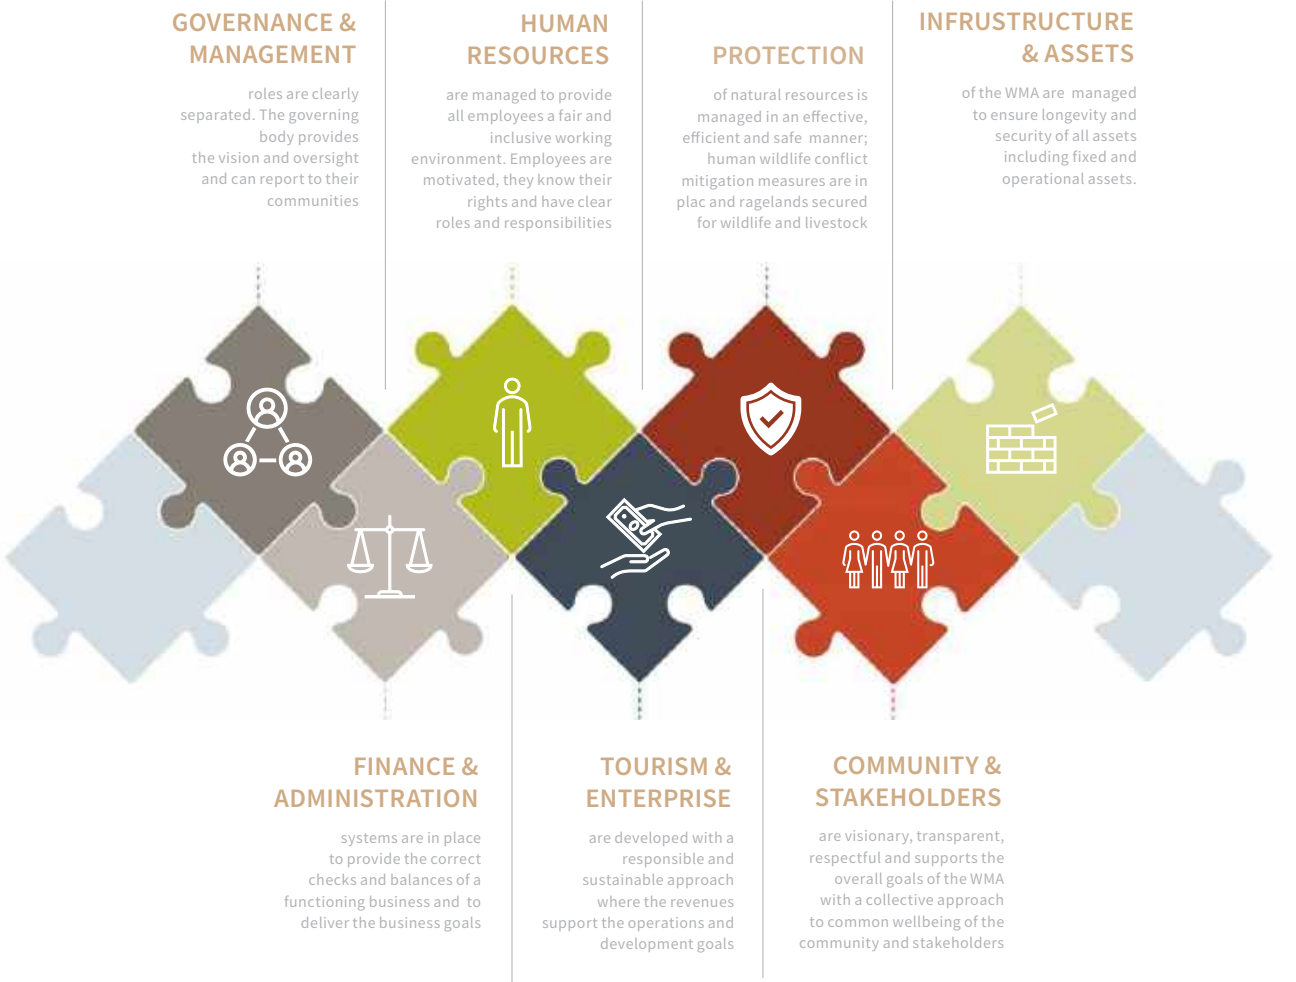 GOVERNANCE &
MANAGEMENT
roles are clearly
separated. The governing
body provides
the vision and oversight
and can report to their
communities
HUMAN
RESOURCES
are managed to provide
all employees a fair and
inclusive working
environment. Employees are
motivated, they know their
rights and have clear
roles and responsibilities
PROTECTION
of natural resources is
managed in an effective,
efficient and safe manner;
human wildlife conflict
mitigation measures are in
plac and ragelands secured
for wildlife and livestock
INFRUSTRUCTURE
& ASSETS
of the WMA are managed
to ensure longevity and
security of all assets
including fixed and
operational assets.
FINANCE &
ADMINISTRATION
systems are in place
to provide the correct
checks and balances of a
functioning business and to
deliver the business goals
TOURISM &
ENTERPRISE
are developed with a
responsible and
sustainable approach
where the revenues
support the operations and
development goals
COMMUNITY &
STAKEHOLDERS
are visionary, transparent,
respectful and supports the
overall goals of the WMA
with a collective approach
to common wellbeing of the
community and stakeholders